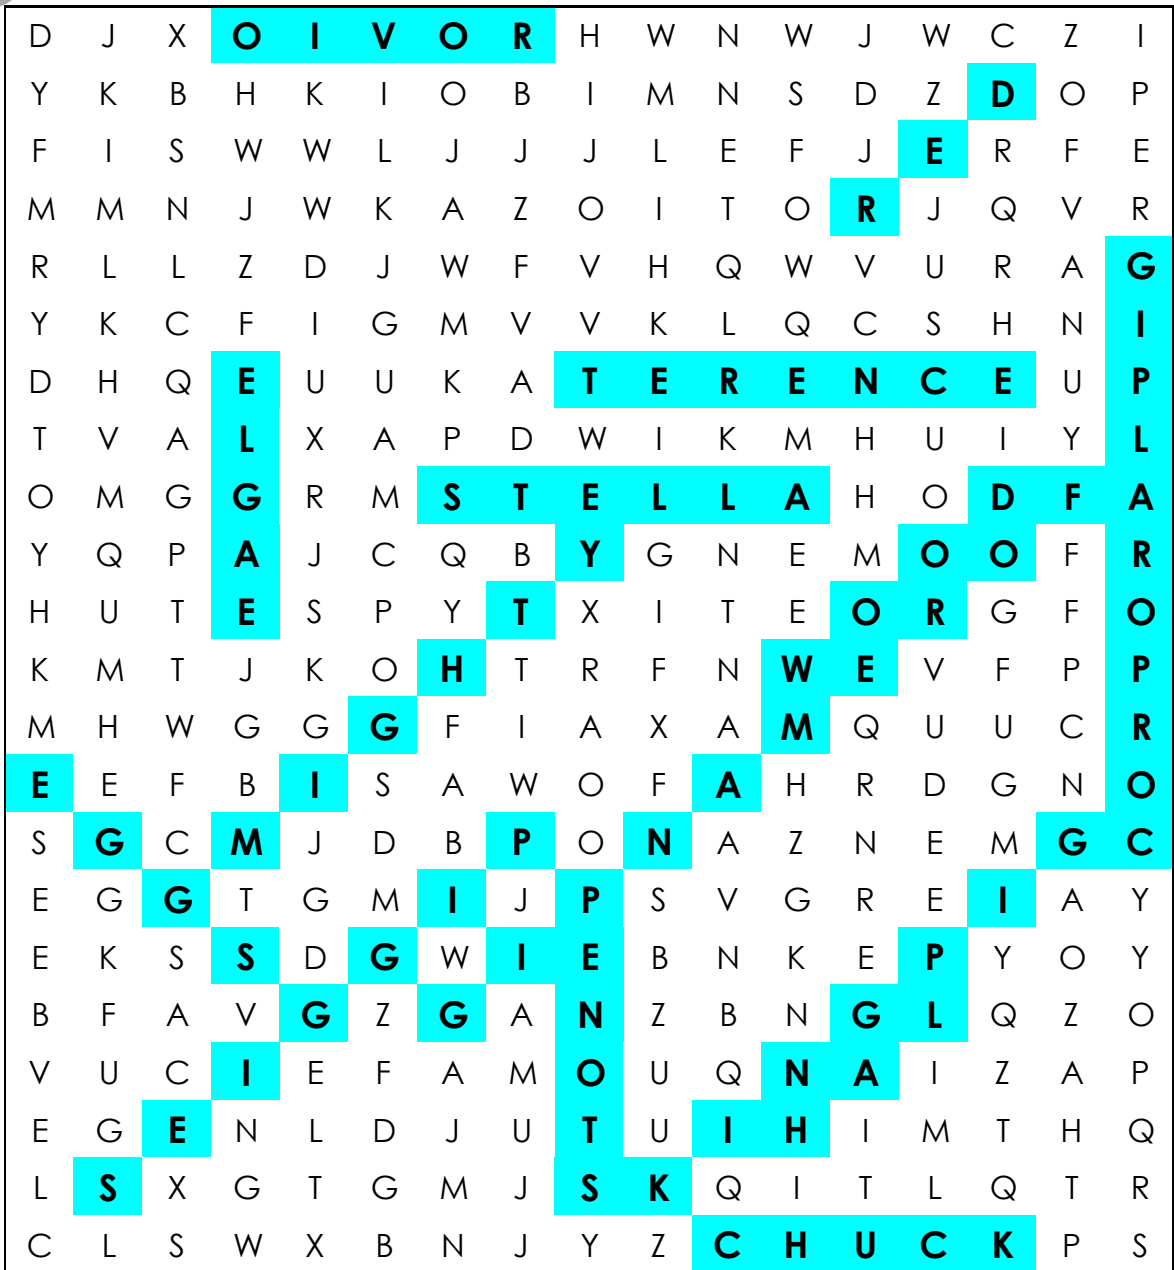 D J X O I V O R H W N W J W C Z I
Y K B H K I O B I M N S D Z D O P
F I S W W L J J J L E F J E R F E
M M N J W K A Z O I T O R J Q V R
R L L Z D J W F V H Q W V U R A G
Y K C F I G M V V K L Q C S H N I
D H Q E U U K A T E R E N C E U P
T V A L X A P D W I K M H U I Y L
O M G G R M S T E L L A H O D F A
Y Q P A J C Q B Y G N E M O O F R
H U T E S P Y T X I T E O R G F O
K M T J K O H T R F N W E V F P P
M H W G G G F I A X A M Q U U C R
E E F B I S A W O F A H R D G N O
S G C M J D B P O N A Z N E M G C
E G G T G M I J P S V G R E I A Y
E K S S D G W I E B N K E P Y O Y
B F A V G Z G A N Z B N G L Q Z O
V U C I E F A M O U Q N A I Z A P
E G E N L D J U T U I H I M T H Q
L S X G T G M J S K Q I T L Q T R
C L S W X B N J Y Z C H U C K P S